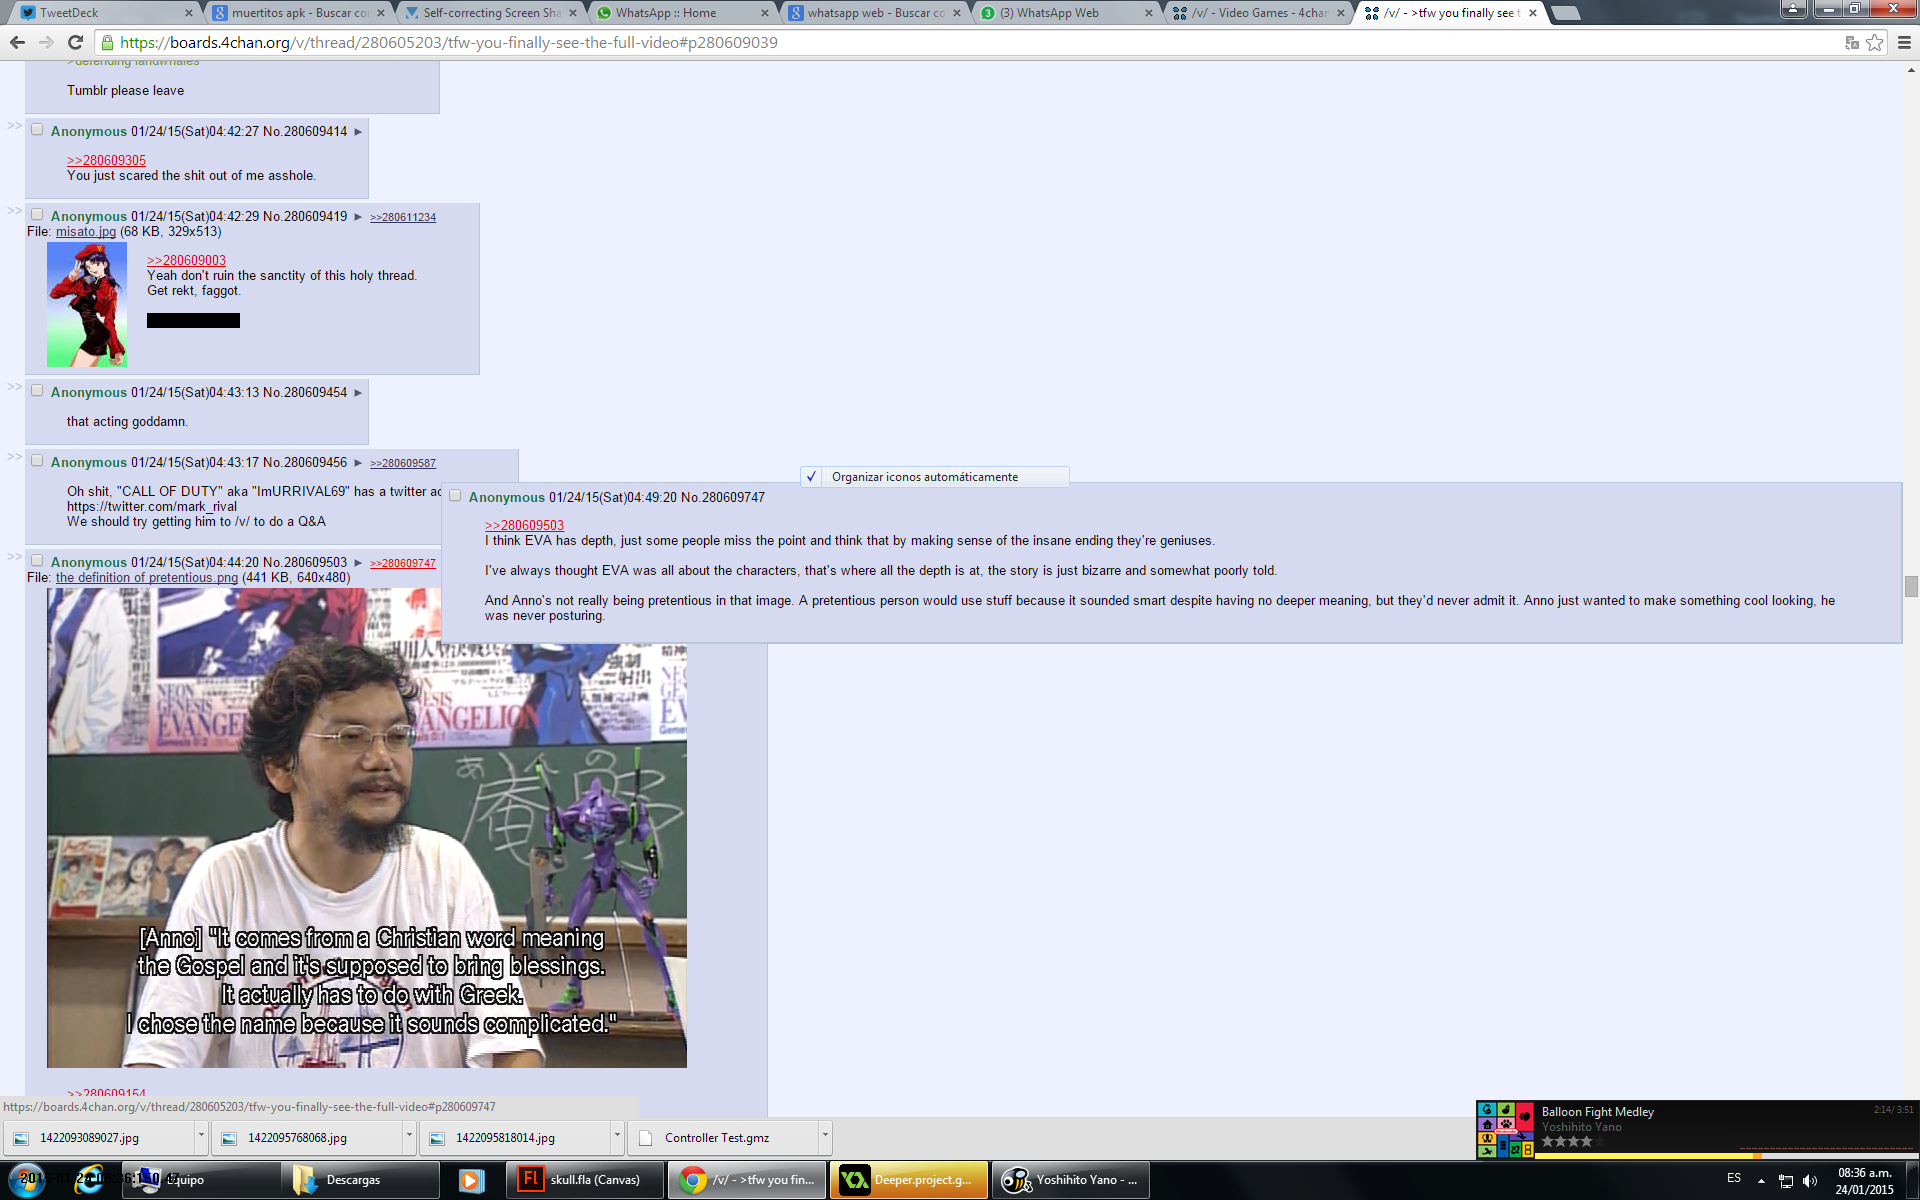 TweetDeck
muertitos apk - Buscar co
Self-correcting Screen Sha
WhatsApp :: Home
whatsapp web - Buscar co
(3) WhatsApp Web
/v/ - Video Games - 4chan
/v/ - >tfw you finally see t
https://boards.4chan.org/v/thread/280605203/tfw-you-finally-see-the-full-video#p280609039
>defending landwhales
Tumblr please leave
>> Anonymous 01/24/15(Sat)04:42:27 No.280609414 ▶
>>280609305
You just scared the shit out of me asshole.
>> Anonymous 01/24/15(Sat)04:42:29 No.280609419 ▶ >>280611234
File: misato.jpg (68 KB, 329x513)
>>280609003
Yeah don't ruin the sanctity of this holy thread.
Get rekt, faggot.
>> Anonymous 01/24/15(Sat)04:43:13 No.280609454 ▶
that acting goddamn.
>> Anonymous 01/24/15(Sat)04:43:17 No.280609456 ▶ >>280609587
Oh shit, "CALL OF DUTY" aka "ImURRIVAL69" has a twitter ac
https://twitter.com/mark_rival
We should try getting him to /v/ to do a Q&A
✓ Organizar iconos automáticamente
Anonymous 01/24/15(Sat)04:49:20 No.280609747
>>280609503
I think EVA has depth, just some people miss the point and think that by making sense of the insane ending they're geniuses.
I've always thought EVA was all about the characters, that's where all the depth is at, the story is just bizarre and somewhat poorly told.
And Anno's not really being pretentious in that image. A pretentious person would use stuff because it sounded smart despite having no deeper meaning, but they'd never admit it. Anno just wanted to make something cool looking, he
was never posturing.
>> Anonymous 01/24/15(Sat)04:44:20 No.280609503 ▶ >>280609747
File: the definition of pretentious.png (441 KB, 640x480)
NEON
GENESIS
EVANGEL
Genesis 0:2
EVANGELION
Genesis 0:1
NE
GEN
EV
強制
射出
精神
[Anno] "It comes from a Christian word meaning
the Gospel and it's supposed to bring blessings.
It actually has to do with Greek.
I chose the name because it sounds complicated."
>>280609154
https://boards.4chan.org/v/thread/280605203/tfw-you-finally-see-the-full-video#p280609747
1422093089027.jpg
1422095768068.jpg
1422095818014.jpg
Controller Test.gmz
Balloon Fight Medley
2:14/ 3:51
Yoshihito Yano
Equipo
Descargas
skull.fla (Canvas)
/v/ - >tfw you fin...
Deeper.project.g...
Yoshihito Yano - ...
ES
08:36 a.m.
24/01/2015